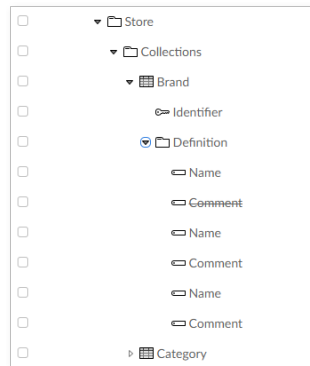 Store
Collections
Brand
Identifier
Definition
Name
Comment
Name
Comment
Name
Comment
Category